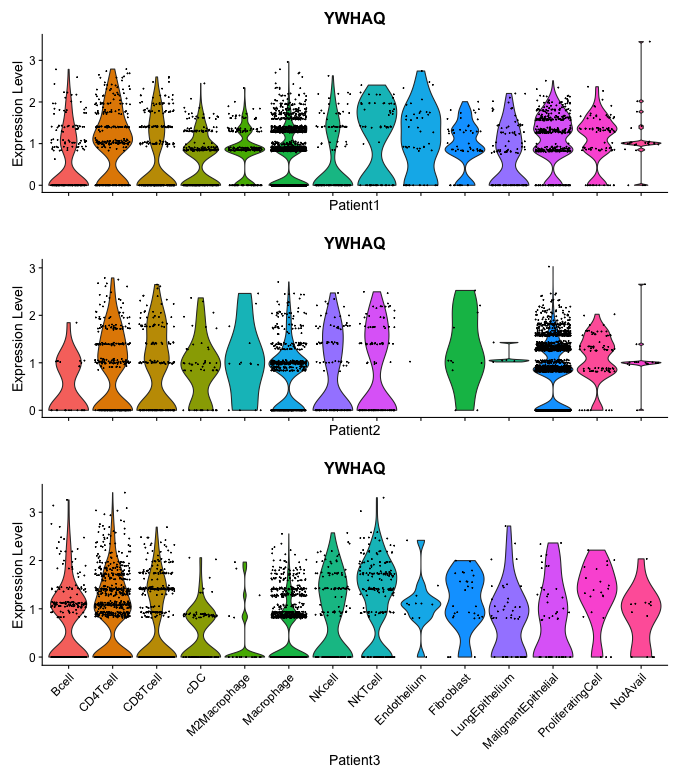 YWHAQ
Expression Level
3
2
1
0
Patient1
YWHAQ
Expression Level
3
2
1
0
Patient2
YWHAQ
Expression Level
3
2
1
0
Bcell
CD4Tcell
CD8Tcell
cDC
M2Macrophage
Macrophage
NKcell
NKTcell
Endothelium
Fibroblast
LungEpithelium
MalignantEpithelial
ProliferatingCell
NotAvail
Patient3